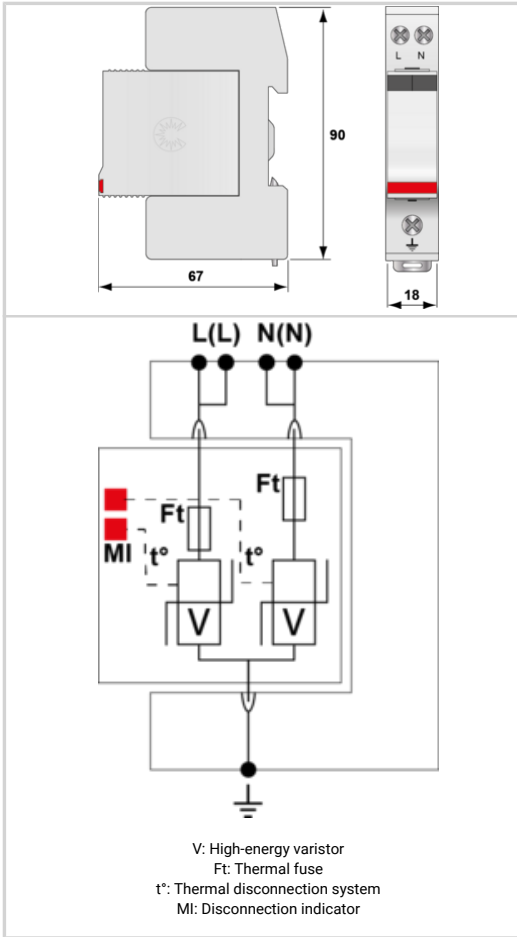 L N
90
67
18
L(L) N(N)
Ft
Ft
MI t° t°
V V
V: High-energy varistor
Ft: Thermal fuse
t°: Thermal disconnection system
MI: Disconnection indicator